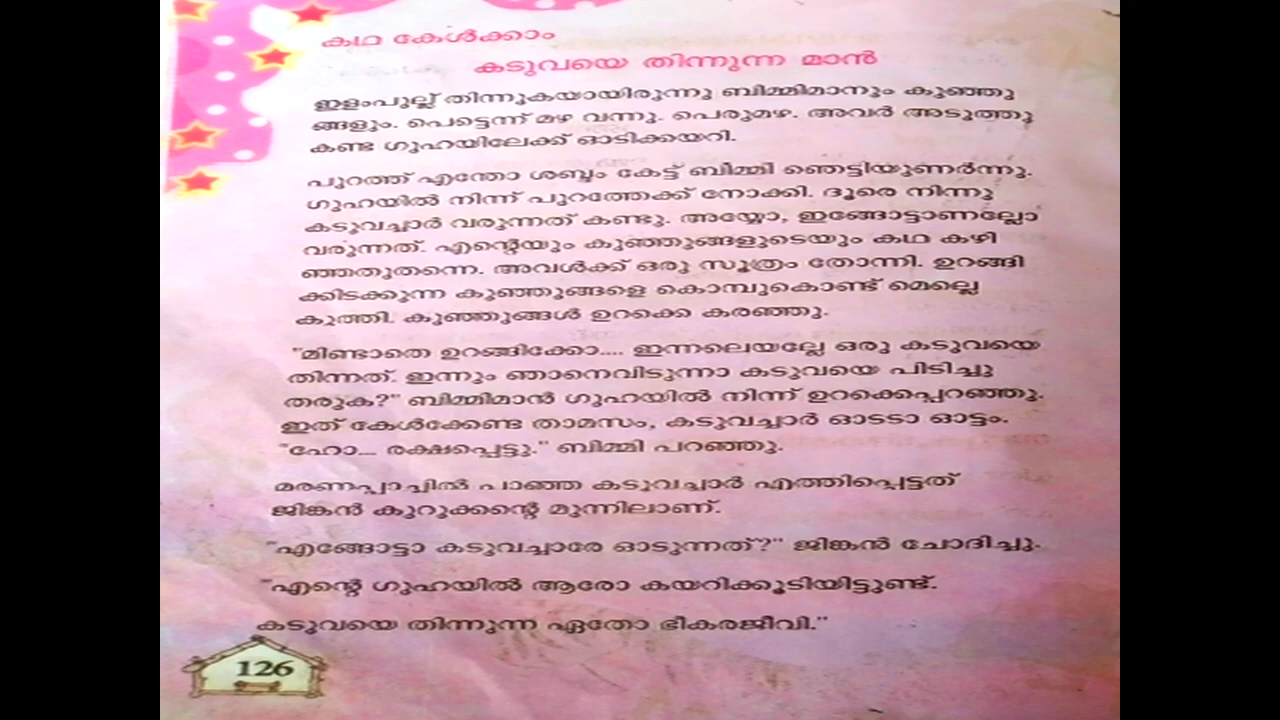 കഥ കേൾക്കാം
കടുവയെ തിന്നുന്ന മാൻ
ഇളംപുല്ല് തിന്നുകയായിരുന്നു ബിമ്മിമാനും കുഞ്ഞു
ങ്ങളും. പെട്ടെന്ന് മഴ വന്നു. പെരുമഴ. അവർ അടുത്തു
കണ്ട ഗുഹയിലേക്ക് ഓടിക്കയറി.
പുറത്ത് എന്തോ ശബ്ദം കേട്ട് ബിമ്മി ഞെട്ടിയുണർന്നു.
ഗുഹയിൽ നിന്ന് പുറത്തേക്ക് നോക്കി. ദൂരെ നിന്നു
കടുവച്ചാർ വരുന്നത് കണ്ടു. അയ്യോ, ഇങ്ങോട്ടാണല്ലോ
വരുന്നത്. എന്റെയും കുഞ്ഞുങ്ങളുടെയും കഥ കഴി
ഞ്ഞതുതന്നെ. അവൾക്ക് ഒരു സൂത്രം തോന്നി. ഉറങ്ങി
ക്കിടക്കുന്ന കുഞ്ഞുങ്ങളെ കൊമ്പുകൊണ്ട് മെല്ലെ
കുത്തി. കുഞ്ഞുങ്ങൾ ഉറക്കെ കരഞ്ഞു.
"മിണ്ടാതെ ഉറങ്ങിക്കോ.... ഇന്നലെയല്ലേ ഒരു കടുവയെ
തിന്നത്. ഇന്നും ഞാനെവിടുന്നാ കടുവയെ പിടിച്ചു
തരുക?" ബിമ്മിമാൻ ഗുഹയിൽ നിന്ന് ഉറക്കെപ്പറഞ്ഞു.
ഇത് കേൾക്കേണ്ട താമസം, കടുവച്ചാർ ഓടടാ ഓട്ടം.
"ഹോ... രക്ഷപ്പെട്ടു." ബിമ്മി പറഞ്ഞു.
മരണപ്പാച്ചിൽ പാഞ്ഞ കടുവച്ചാർ എത്തിപ്പെട്ടത്
ജിങ്കൻ കുറുക്കന്റെ മുന്നിലാണ്.
"എങ്ങോട്ടാ കടുവച്ചാരേ ഓടുന്നത്?" ജിങ്കൻ ചോദിച്ചു.
"എന്റെ ഗുഹയിൽ ആരോ കയറിക്കൂടിയിട്ടുണ്ട്.
കടുവയെ തിന്നുന്ന ഏതോ ഭീകരജീവി."
126